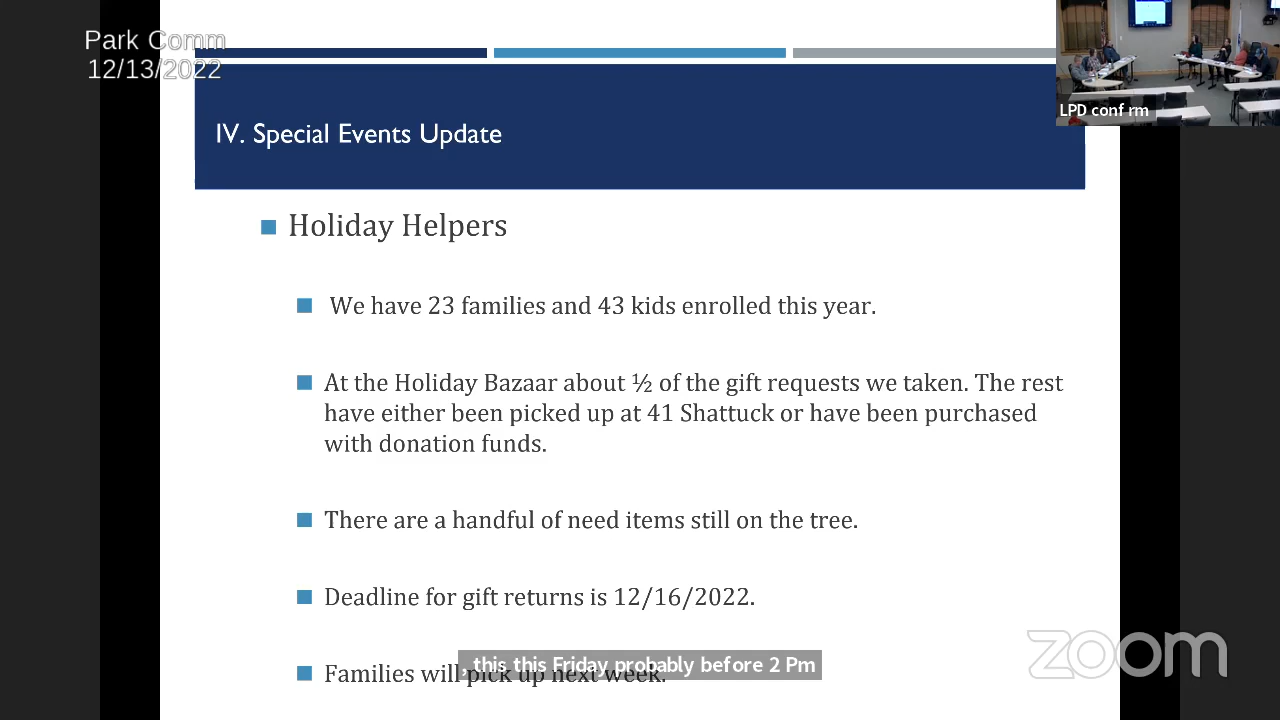 Park Comm
12/13/2022
LPD conf rm
IV. Special Events Update
Holiday Helpers
We have 23 families and 43 kids enrolled this year.
At the Holiday Bazaar about ½ of the gift requests we taken. The rest
have either been picked up at 41 Shattuck or have been purchased
with donation funds.
There are a handful of need items still on the tree.
Deadline for gift returns is 12/16/2022.
Families will pick up next week.
, this this Friday probably before 2 Pm
zoom